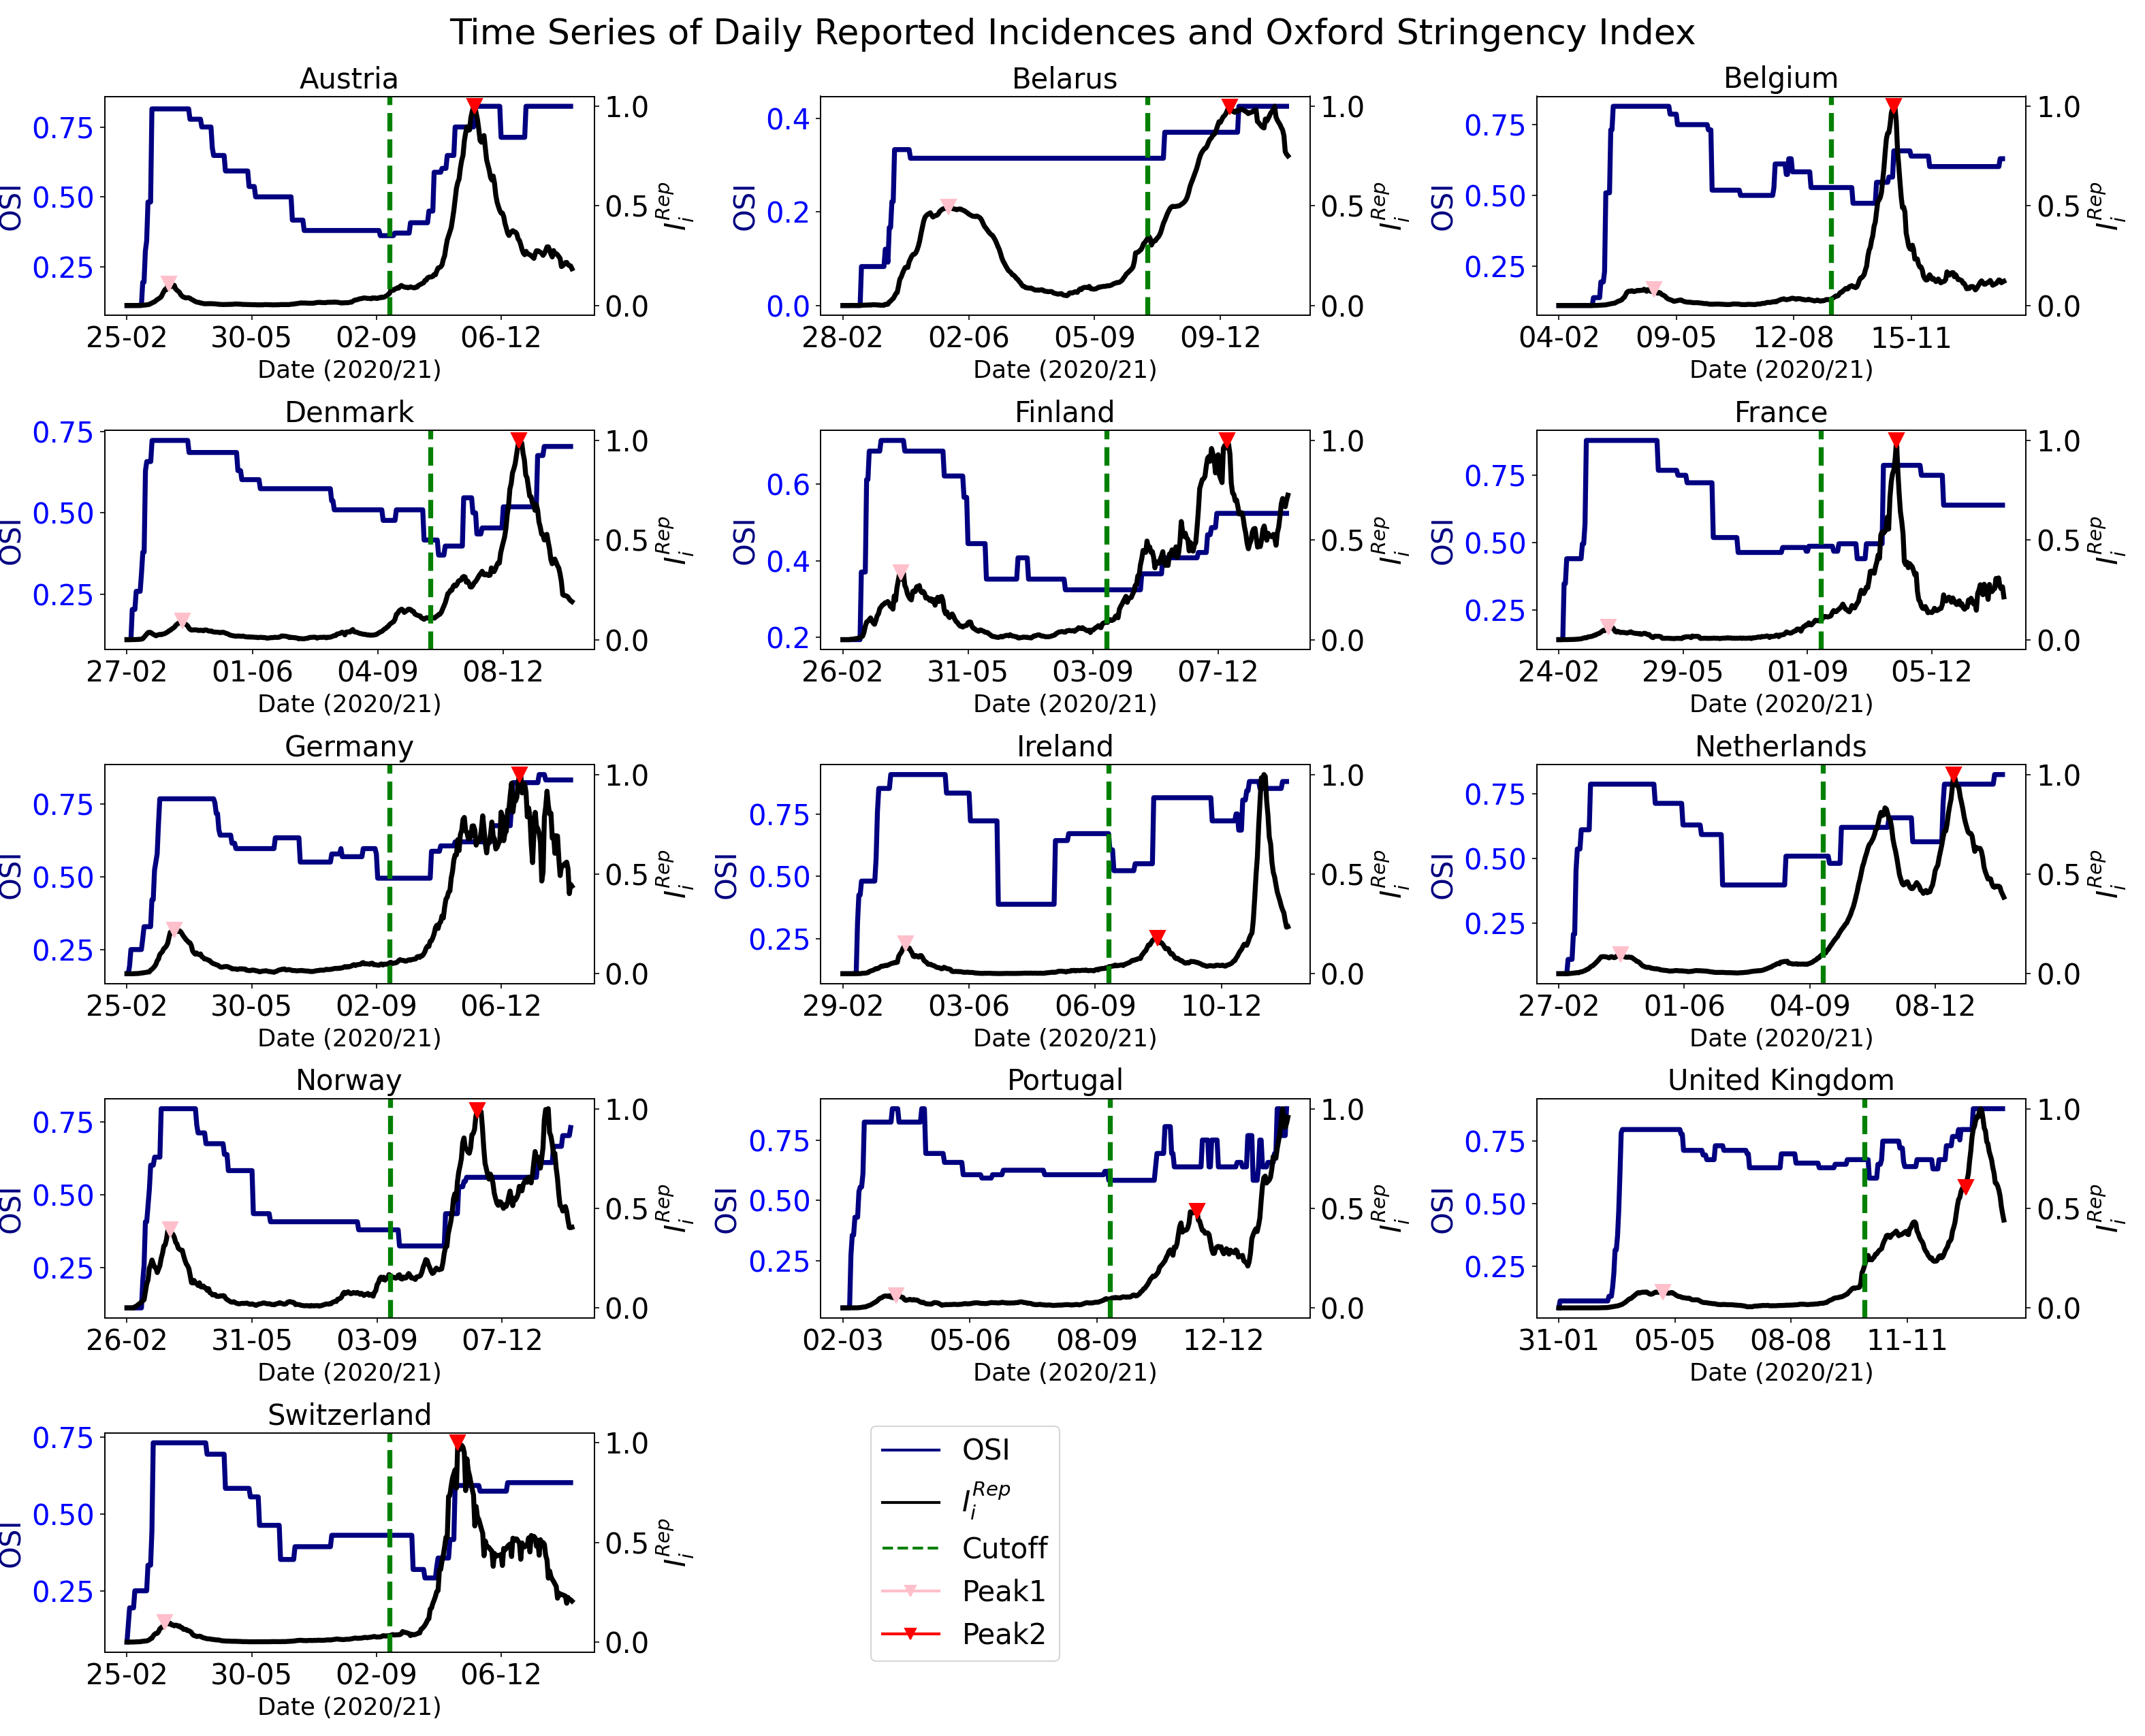 Time Series of Daily Reported Incidences and Oxford Stringency Index
Austria
Belarus
Belgium
0.75
0.50
0.25
OSI
1.0
0.5
0.0
I_i^Rep
25-02 30-05 02-09 06-12
Date (2020/21)
0.4
0.2
0.0
OSI
1.0
0.5
0.0
I_i^Rep
28-02 02-06 05-09 09-12
Date (2020/21)
0.75
0.50
0.25
OSI
1.0
0.5
0.0
I_i^Rep
04-02 09-05 12-08 15-11
Date (2020/21)
Denmark
Finland
France
0.75
0.50
0.25
OSI
1.0
0.5
0.0
I_i^Rep
27-02 01-06 04-09 08-12
Date (2020/21)
0.6
0.4
0.2
OSI
1.0
0.5
0.0
I_i^Rep
26-02 31-05 03-09 07-12
Date (2020/21)
0.75
0.50
0.25
OSI
1.0
0.5
0.0
I_i^Rep
24-02 29-05 01-09 05-12
Date (2020/21)
Germany
Ireland
Netherlands
0.75
0.50
0.25
OSI
1.0
0.5
0.0
I_i^Rep
25-02 30-05 02-09 06-12
Date (2020/21)
0.75
0.50
0.25
OSI
1.0
0.5
0.0
I_i^Rep
29-02 03-06 06-09 10-12
Date (2020/21)
0.75
0.50
0.25
OSI
1.0
0.5
0.0
I_i^Rep
27-02 01-06 04-09 08-12
Date (2020/21)
Norway
Portugal
United Kingdom
0.75
0.50
0.25
OSI
1.0
0.5
0.0
I_i^Rep
26-02 31-05 03-09 07-12
Date (2020/21)
0.75
0.50
0.25
OSI
1.0
0.5
0.0
I_i^Rep
02-03 05-06 08-09 12-12
Date (2020/21)
0.75
0.50
0.25
OSI
1.0
0.5
0.0
I_i^Rep
31-01 05-05 08-08 11-11
Date (2020/21)
Switzerland
0.75
0.50
0.25
OSI
1.0
0.5
0.0
I_i^Rep
25-02 30-05 02-09 06-12
Date (2020/21)
OSI
I_i^Rep
Cutoff
Peak1
Peak2